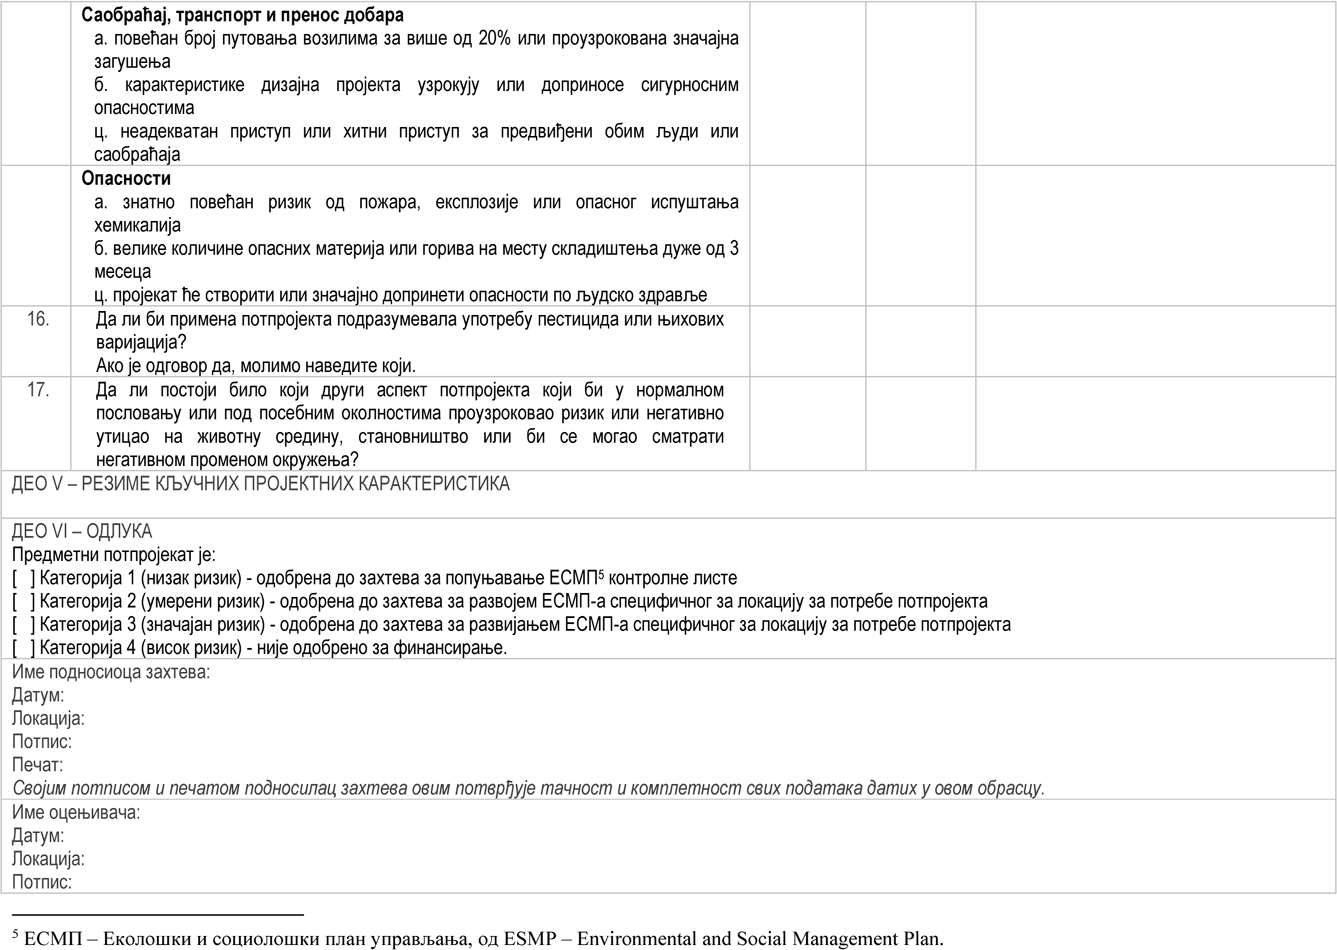 Саобраћај, транспорт и пренос добара
а. повећан број путовања возилима за више од 20% или проузрокована значајна
загушења
б. карактеристике дизајна пројекта узрокују или доприносе сигурносним
опасностима
ц. неадекватан приступ или хитни приступ за предвиђени обим људи или
саобраћаја
Опасности
а. знатно повећан ризик од пожара, експлозије или опасног испуштања
хемикалија
б. велике количине опасних материја или горива на месту складиштења дуже од 3
месеца
ц. пројекат ће створити или значајно допринети опасности по људско здравље
16. Да ли би примена потпројекта подразумевала употребу пестицида или њихових
варијација?
Ако је одговор да, молимо наведите који.
17. Да ли постоји било који други аспект потпројекта који би у нормалном
пословању или под посебним околностима проузроковао ризик или негативно
утицао на животну средину, становништво или би се могао сматрати
негативном променом окружења?
ДЕО V – РЕЗИМЕ КЉУЧНИХ ПРОЈЕКТНИХ КАРАКТЕРИСТИКА
ДЕО VI – ОДЛУКА
Предметни потпројекат је:
[ ] Категорија 1 (низак ризик) - одобрена до захтева за попуњавање ЕСМП⁵ контролне листе
[ ] Категорија 2 (умерени ризик) - одобрена до захтева за развојем ЕСМП-а специфичног за локацију за потребе потпројекта
[ ] Категорија 3 (значајан ризик) - одобрена до захтева за развијањем ЕСМП-а специфичног за локацију за потребе потпројекта
[ ] Категорија 4 (висок ризик) - није одобрено за финансирање.
Име подносиоца захтева:
Датум:
Локација:
Потпис:
Печат:
Својим потписом и печатом подносилац захтева овим потврђује тачност и комплетност свих података датих у овом обрасцу.
Име оцењивача:
Датум:
Локација:
Потпис:
⁵ ЕСМП – Еколошки и социолошки план управљања, од ESMP – Environmental and Social Management Plan.